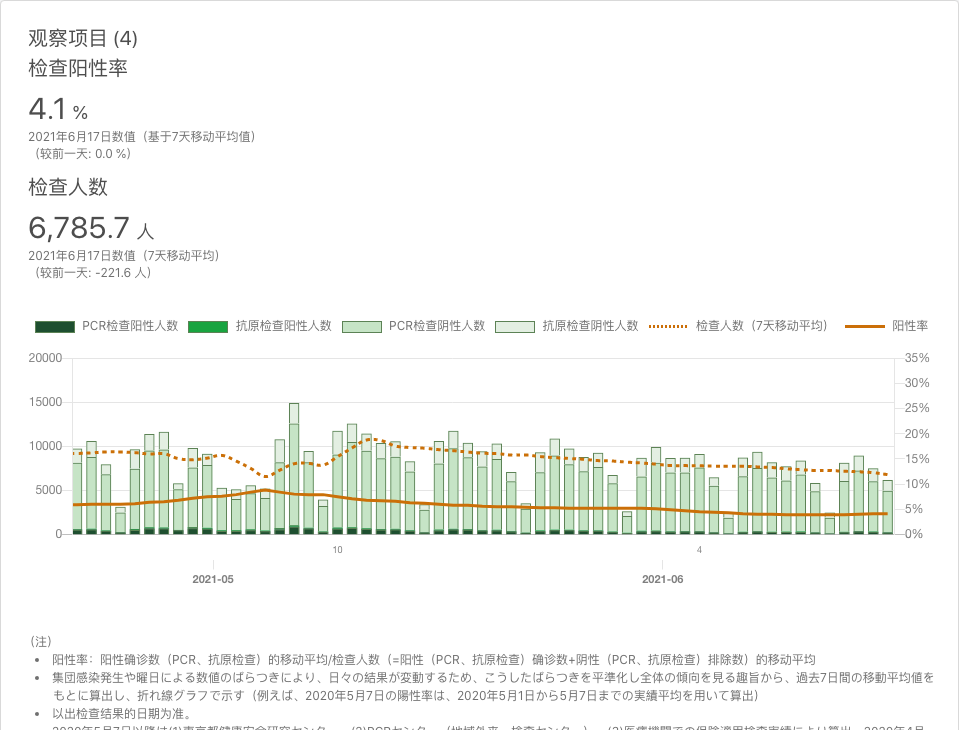 观察项目 (4)
检查阳性率
4.1 %
2021年6月17日数值（基于7天移动平均值）
（较前一天: 0.0 %）
检查人数
6,785.7 人
2021年6月17日数值（7天移动平均）
（较前一天: -221.6 人）
PCR检查阳性人数 抗原检查阳性人数 PCR检查阴性人数 抗原检查阴性人数 检查人数（7天移动平均） 阳性率
20000 35%
30%
15000 25%
20%
10000 15%
10%
5000 5%
0 0%
10 4
2021-05 2021-06
（注）
• 阳性率：阳性确诊数（PCR、抗原检查）的移动平均/检查人数（=阳性（PCR、抗原检查）确诊数+阴性（PCR、抗原检查）排除数）的移动平均
• 集団感染発生や曜日による数値のばらつきにより、日々の結果が変動するため、こうしたばらつきを平準化し全体の傾向を見る趣旨から、過去7日間の移動平均値を
もとに算出し、折れ線グラフで示す（例えば、2020年5月7日の陽性率は、2020年5月1日から5月7日までの実績平均を用いて算出）
• 以出检查结果的日期为准。